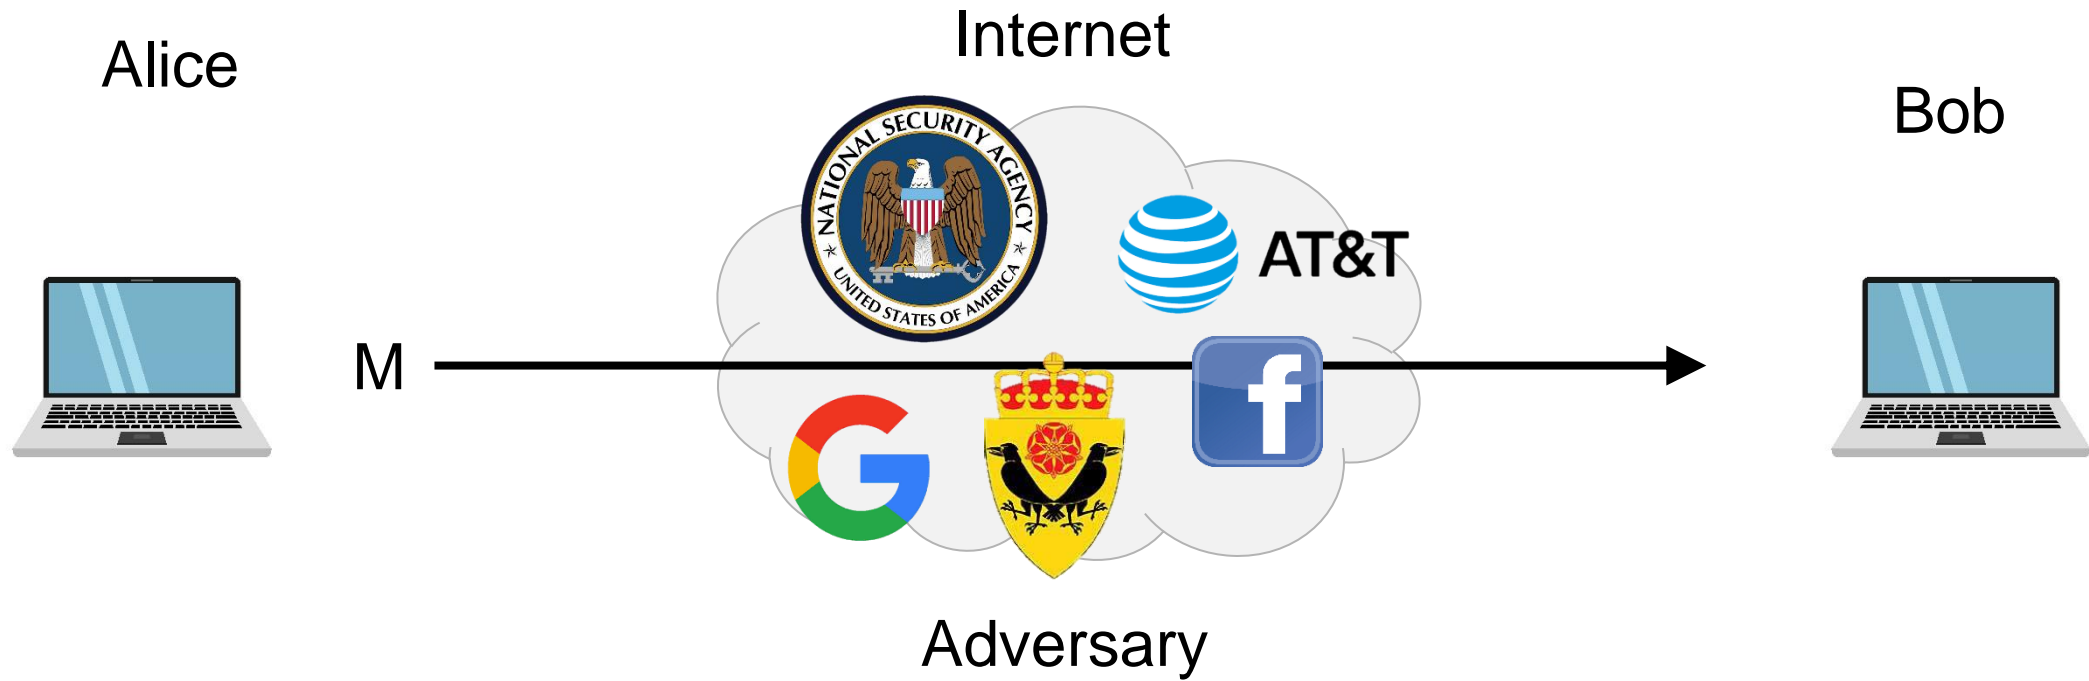 Internet
Alice
Bob
NATIONAL SECURITY AGENCY
UNITED STATES OF AMERICA
AT&T
M
f
G
Adversary